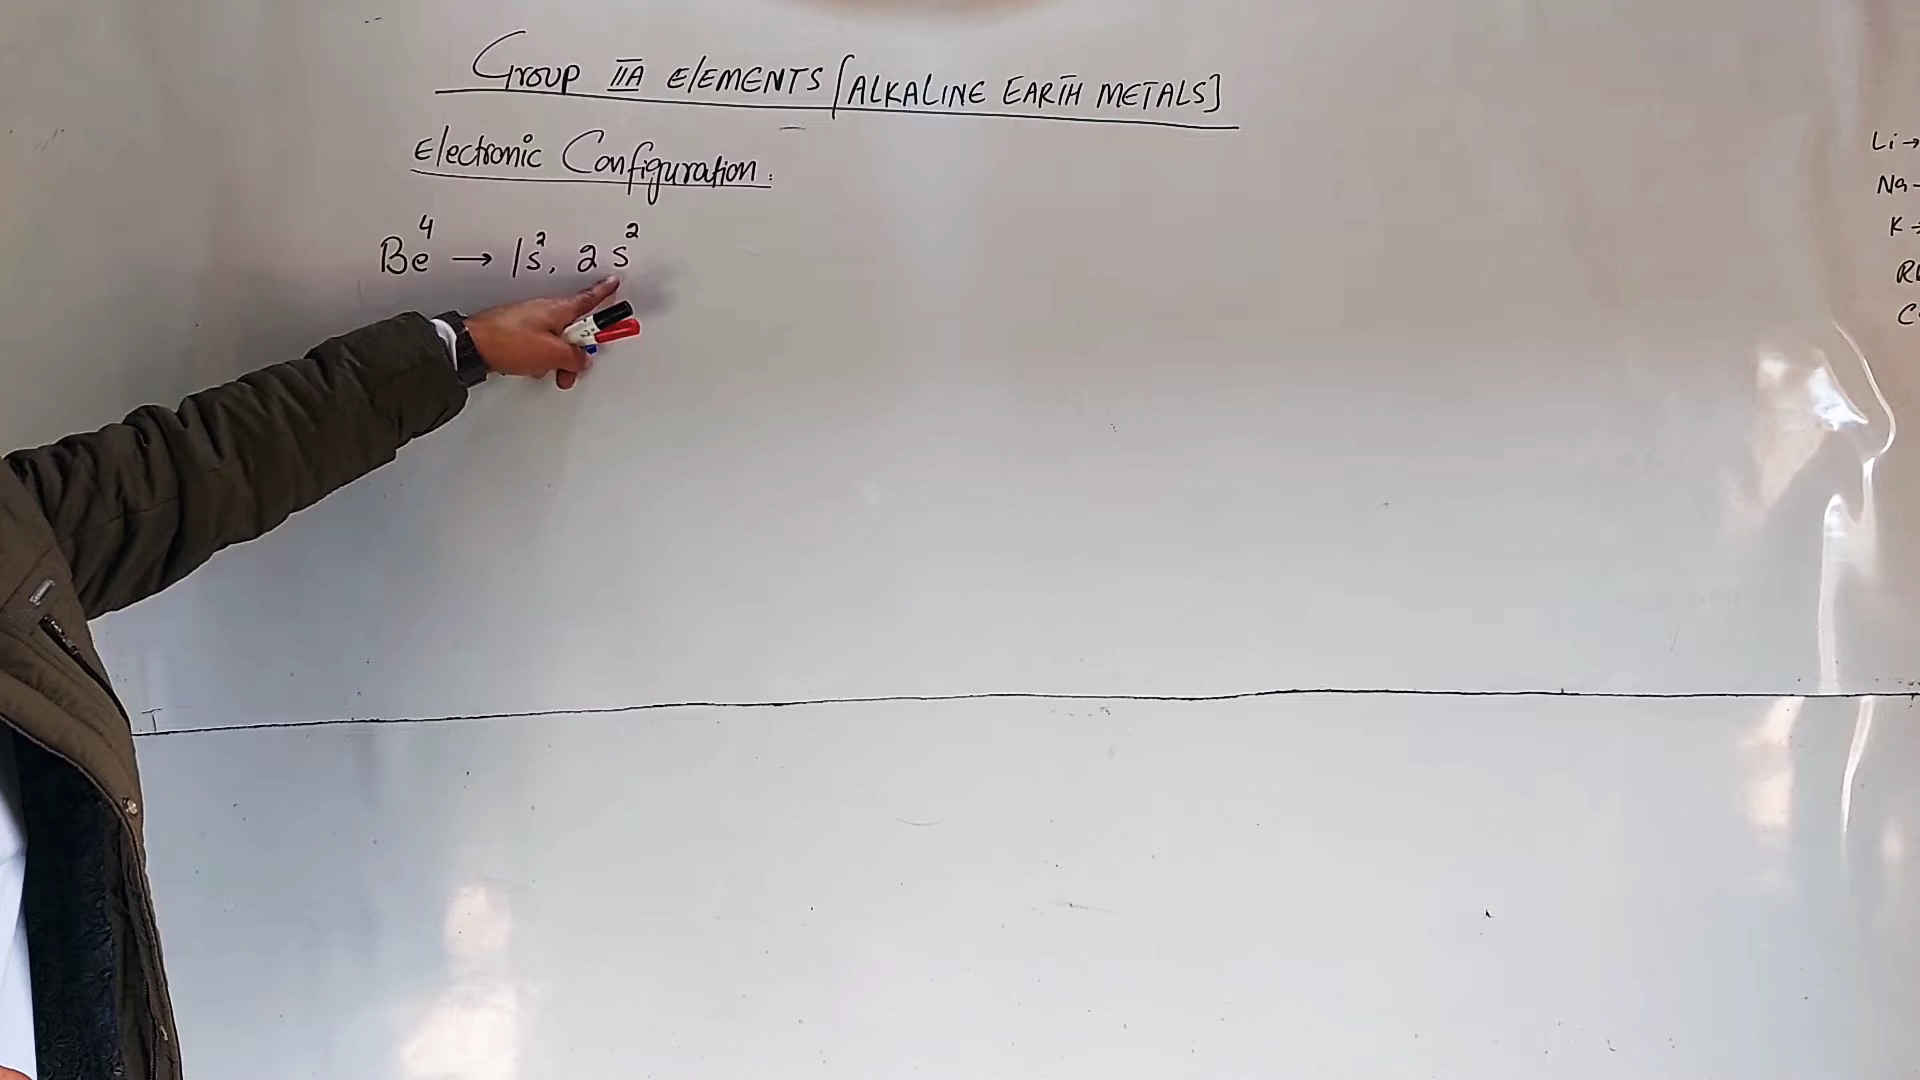 Group IIA ElEMENTS [ALKALINE EARTH METALS]
Electronic Configuration:
Be⁴ → 1s², 2s²
Li →
Na -
K →